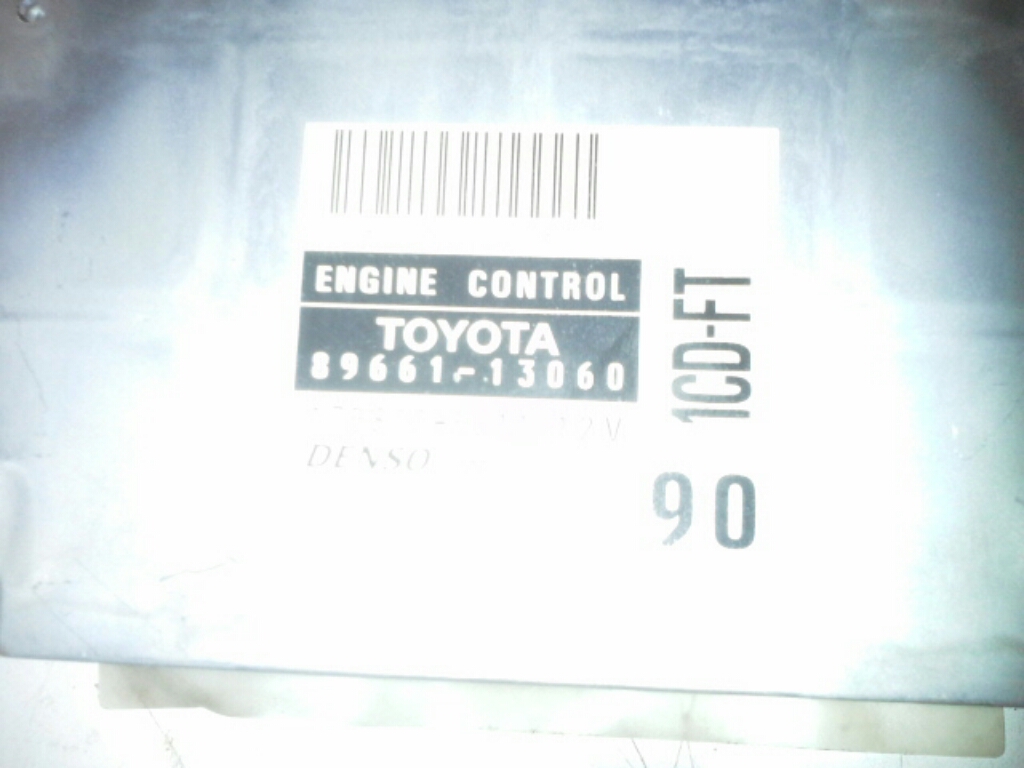 ENGINE CONTROL
TOYOTA
89661-13060
DENSO
1CD-FT
90